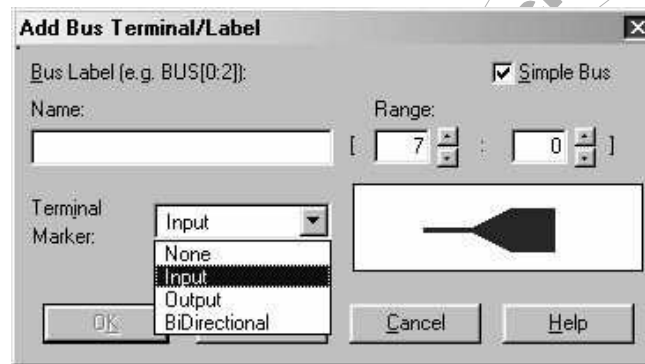 Add Bus Terminal/Label
Bus Label (e.g. BUS[0:2]):
Simple Bus
Name:
Range:
[ 7 : 0 ]
Terminal Marker:
Input
None
Input
Output
BiDirectional
OK
Cancel
Help